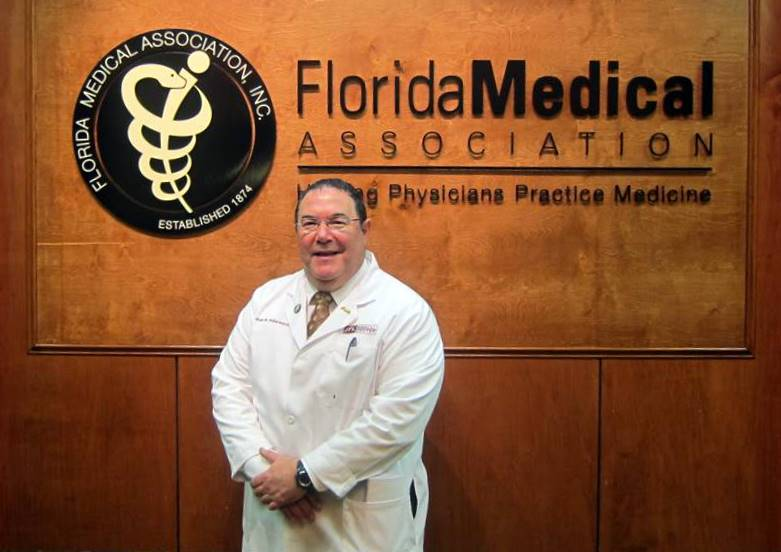 FLORIDA MEDICAL ASSOCIATION, INC.
ESTABLISHED 1874
FloridaMedical
ASSOCIATION
Physicians Practice Medicine